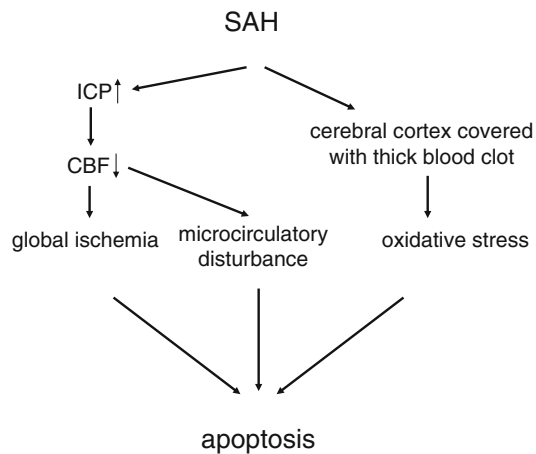 SAH
ICP↑
cerebral cortex covered
with thick blood clot
CBF↓
global ischemia
microcirculatory
disturbance
oxidative stress
apoptosis